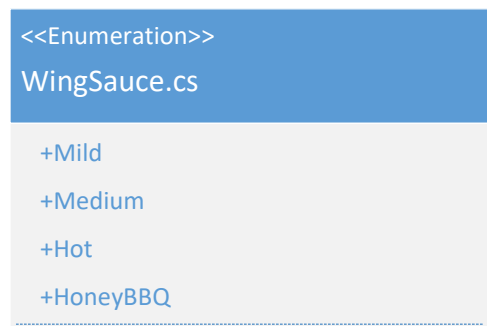 <<Enumeration>>
WingSauce.cs
+Mild
+Medium
+Hot
+HoneyBBQ